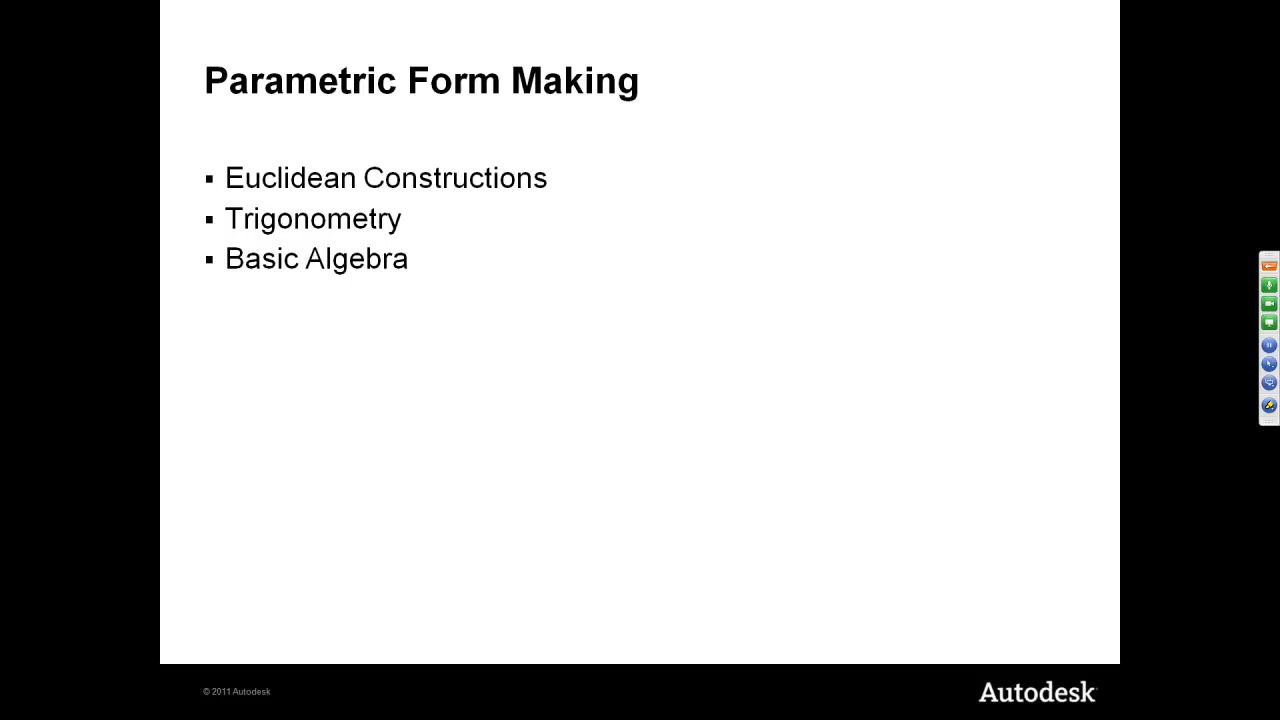 Parametric Form Making
▪ Euclidean Constructions
▪ Trigonometry
▪ Basic Algebra
© 2011 Autodesk
Autodesk